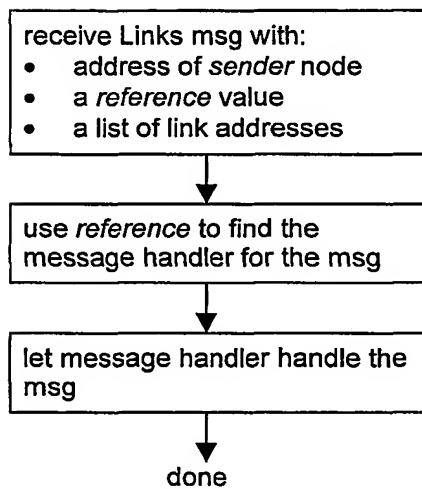 receive Links msg with:
• address of sender node
• a reference value
• a list of link addresses
use reference to find the
message handler for the msg
let message handler handle the
msg
done